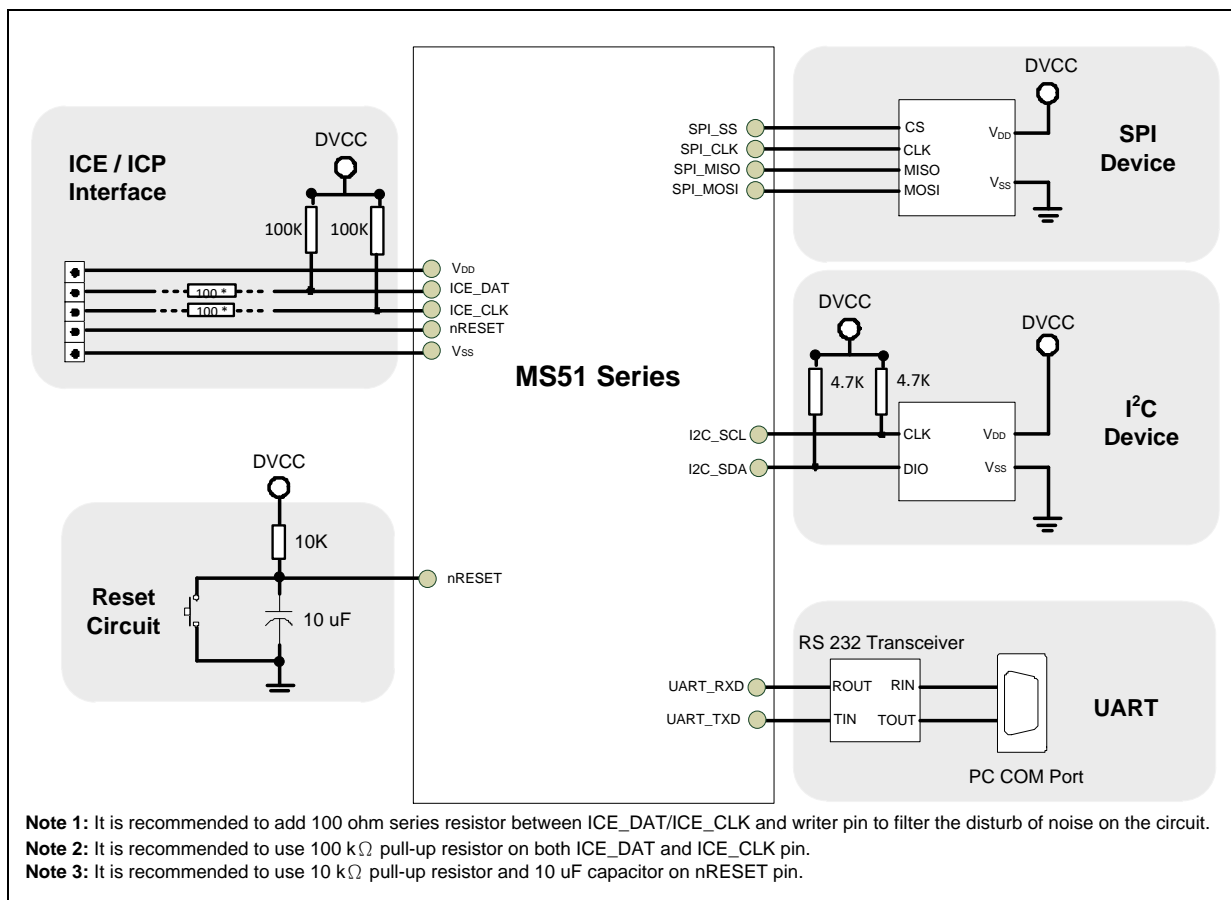 ICE / ICP
Interface
DVCC
100K
100K
100 *
100 *
VDD
ICE_DAT
ICE_CLK
nRESET
Vss
MS51 Series
DVCC
10K
Reset
Circuit
10 uF
nRESET
SPI_SS
SPI_CLK
SPI_MISO
SPI_MOSI
CS
CLK
MISO
MOSI
VDD
VSS
DVCC
SPI
Device
DVCC
4.7K
4.7K
I2C_SCL
I2C_SDA
CLK
DIO
VDD
Vss
DVCC
I²C
Device
RS 232 Transceiver
UART_RXD
UART_TXD
ROUT
RIN
TIN
TOUT
UART
PC COM Port
Note 1: It is recommended to add 100 ohm series resistor between ICE_DAT/ICE_CLK and writer pin to filter the disturb of noise on the circuit.
Note 2: It is recommended to use 100 kΩ pull-up resistor on both ICE_DAT and ICE_CLK pin.
Note 3: It is recommended to use 10 kΩ pull-up resistor and 10 uF capacitor on nRESET pin.